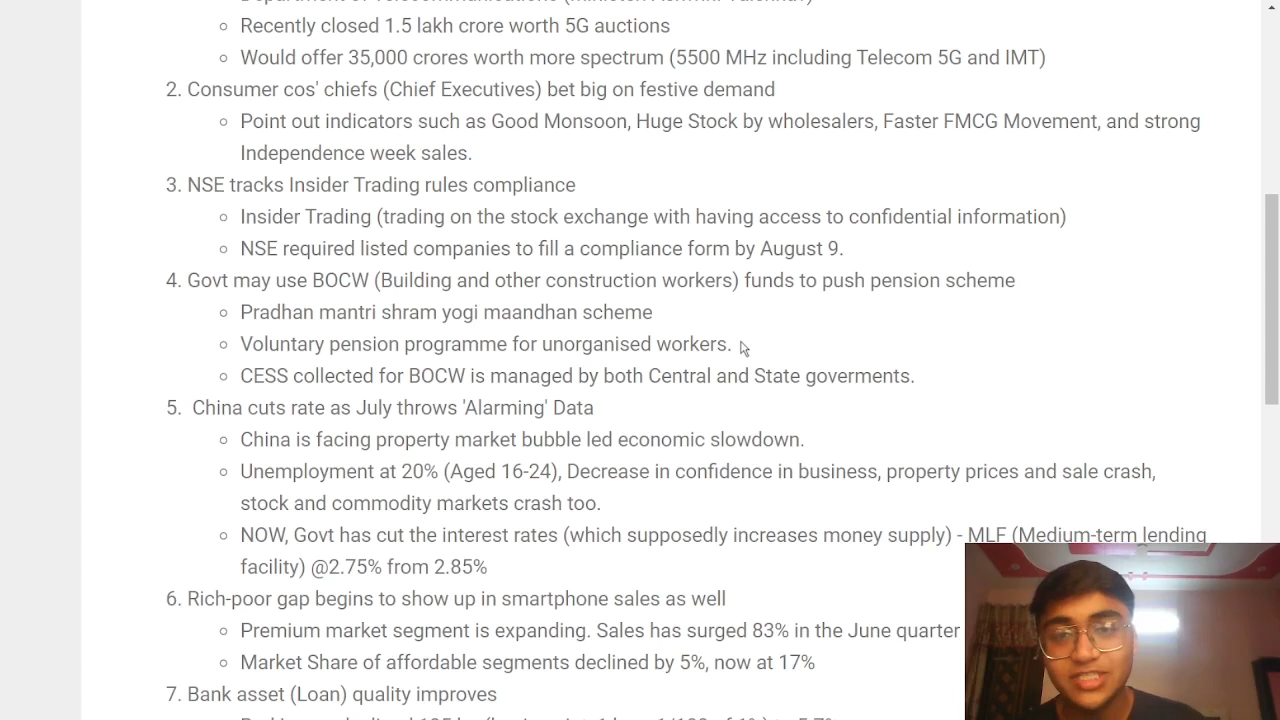 Recently closed 1.5 lakh crore worth 5G auctions
Would offer 35,000 crores worth more spectrum (5500 MHz including Telecom 5G and IMT)
2. Consumer cos' chiefs (Chief Executives) bet big on festive demand
Point out indicators such as Good Monsoon, Huge Stock by wholesalers, Faster FMCG Movement, and strong
Independence week sales.
3. NSE tracks Insider Trading rules compliance
Insider Trading (trading on the stock exchange with having access to confidential information)
NSE required listed companies to fill a compliance form by August 9.
4. Govt may use BOCW (Building and other construction workers) funds to push pension scheme
Pradhan mantri shram yogi maandhan scheme
Voluntary pension programme for unorganised workers.
CESS collected for BOCW is managed by both Central and State goverments.
5. China cuts rate as July throws 'Alarming' Data
China is facing property market bubble led economic slowdown.
Unemployment at 20% (Aged 16-24), Decrease in confidence in business, property prices and sale crash,
stock and commodity markets crash too.
NOW, Govt has cut the interest rates (which supposedly increases money supply) - MLF (Medium-term lending
facility) @2.75% from 2.85%
6. Rich-poor gap begins to show up in smartphone sales as well
Premium market segment is expanding. Sales has surged 83% in the June quarter
Market Share of affordable segments declined by 5%, now at 17%
7. Bank asset (Loan) quality improves